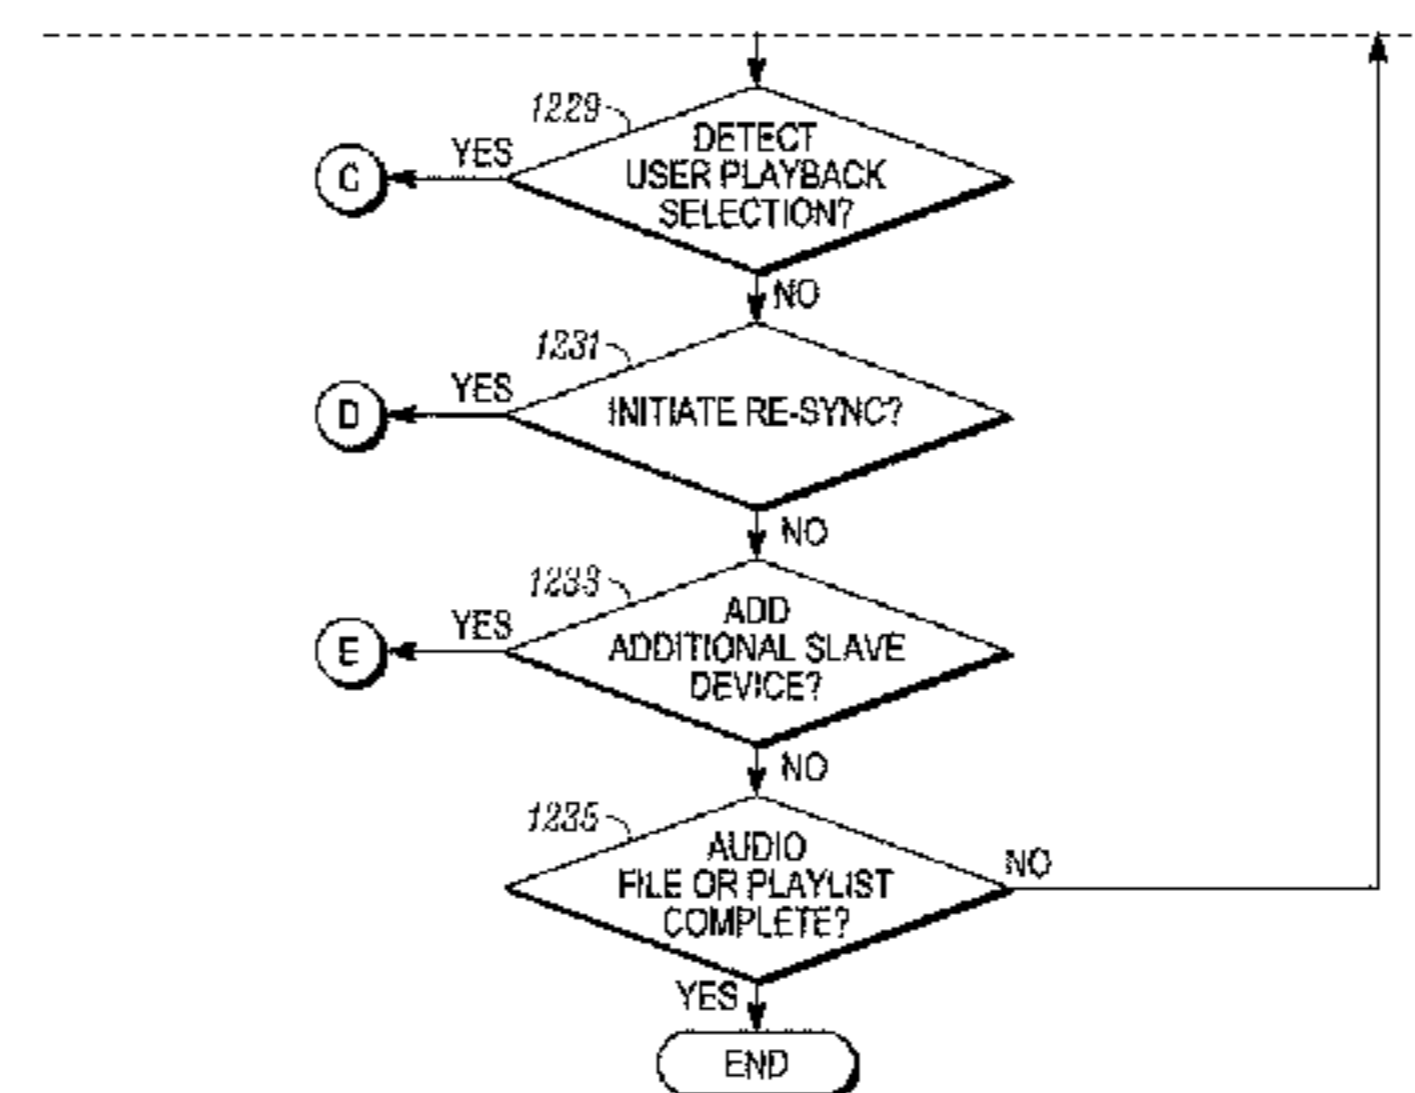 1229
DETECT
USER PLAYBACK
SELECTION?
YES
C
NO
1231
INITIATE RE-SYNC?
YES
D
NO
1233
ADD
ADDITIONAL SLAVE
DEVICE?
YES
E
NO
1235
AUDIO
FILE OR PLAYLIST
COMPLETE?
NO
YES
END